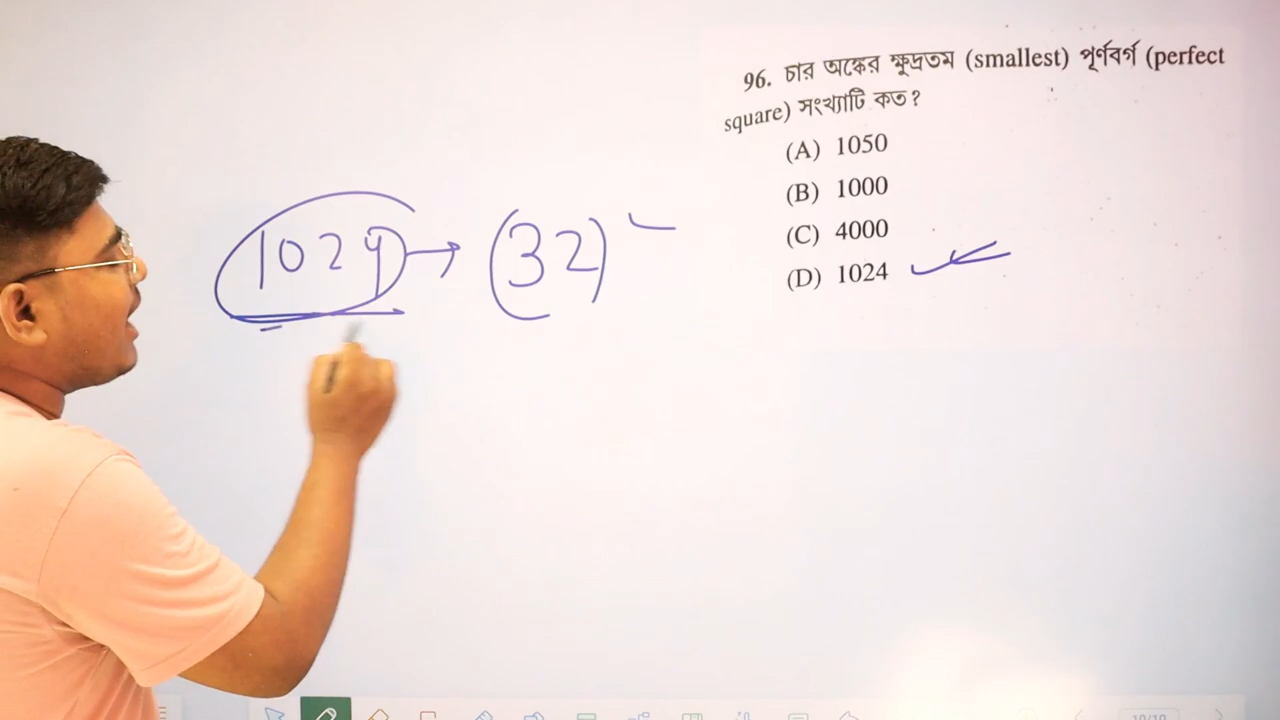 96. চার অঙ্কের ক্ষুদ্রতম (smallest) পূর্ণবর্গ (perfect
square) সংখ্যাটি কত?
(A) 1050
(B) 1000
(C) 4000
(D) 1024
1024 → (32)